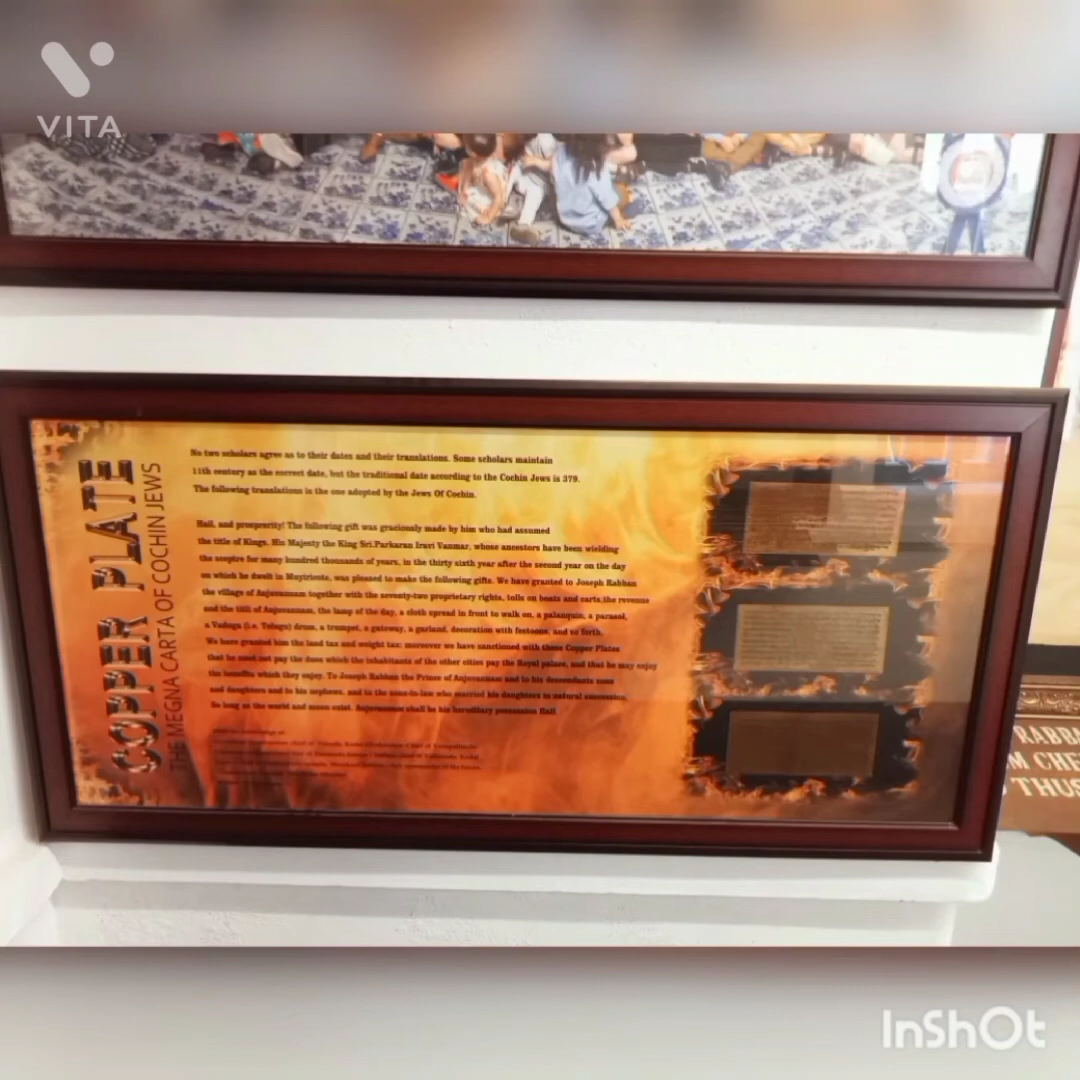 VITA
COPPER PLATE
THE MEGNA CARTA OF COCHIN JEWS
No two scholars agree as to their dates and their translations. Some scholars maintain
11th century as the correct date, but the traditional date according to the Cochin Jews is 379.
The following translations is the one adopted by the Jews Of Cochin.
Hail, and prosperity! The following gift was graciously made by him who had assumed
the title of Kings. His Majesty the King Sri.Parkaran Iravi Vanmar, whose ancestors have been wielding
the sceptre for many hundred thousands of years, in the thirty sixth year after the second year on the day
on which he dwelt in Muyiricote, was pleased to make the following gifts. We have granted to Joseph Rabban
the village of Anjuvannam together with the seventy-two proprietary rights, tolls on boats and carts,the revenue
and the title of Anjuvannam, the lamp of the day, a cloth spread in front to walk on, a palanquin, a parasol,
a Vaduga (i.e. Telugu) drum, a trumpet, a gateway, a garland, decoration with festoons, and so forth.
We have granted him the land tax and weight tax: moreover we have sanctioned with these Copper Plates
that he need not pay the dues which the inhabitants of the other cities pay the Royal palace, and that he may enjoy
the benefits which they enjoy. To Joseph Rabban the Prince of Anjuvannam and to his descendants sons
and daughters and to his nephews, and to the sons-in-law who married his daughters in natural succession,
So long as the world and moon exist. Anjuvannam shall be his hereditary possession Hail
RABBA
M CHE
THUS
InShOt